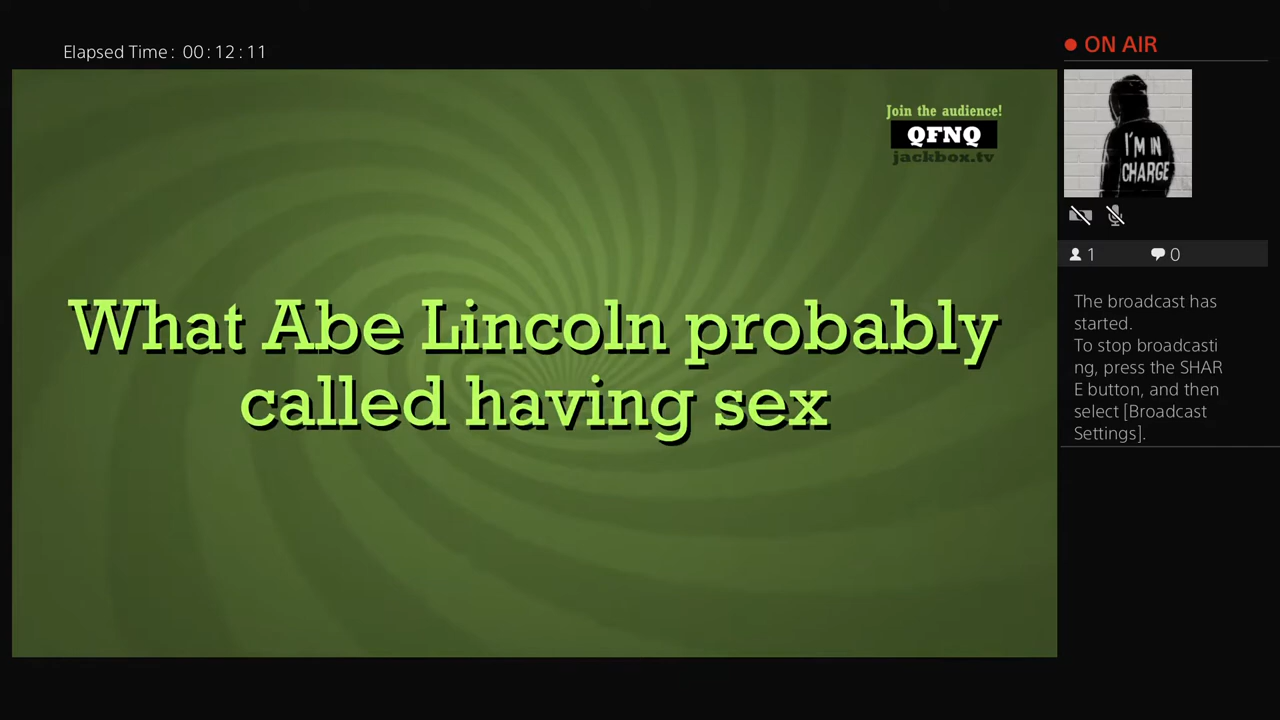 Elapsed Time: 00:12:11
ON AIR
Join the audience!
QFNQ
jackbox.tv
I'M IN
CHARGE
1
0
What Abe Lincoln probably
called having sex
The broadcast has
started.
To stop broadcasti
ng, press the SHAR
E button, and then
select [Broadcast
Settings].